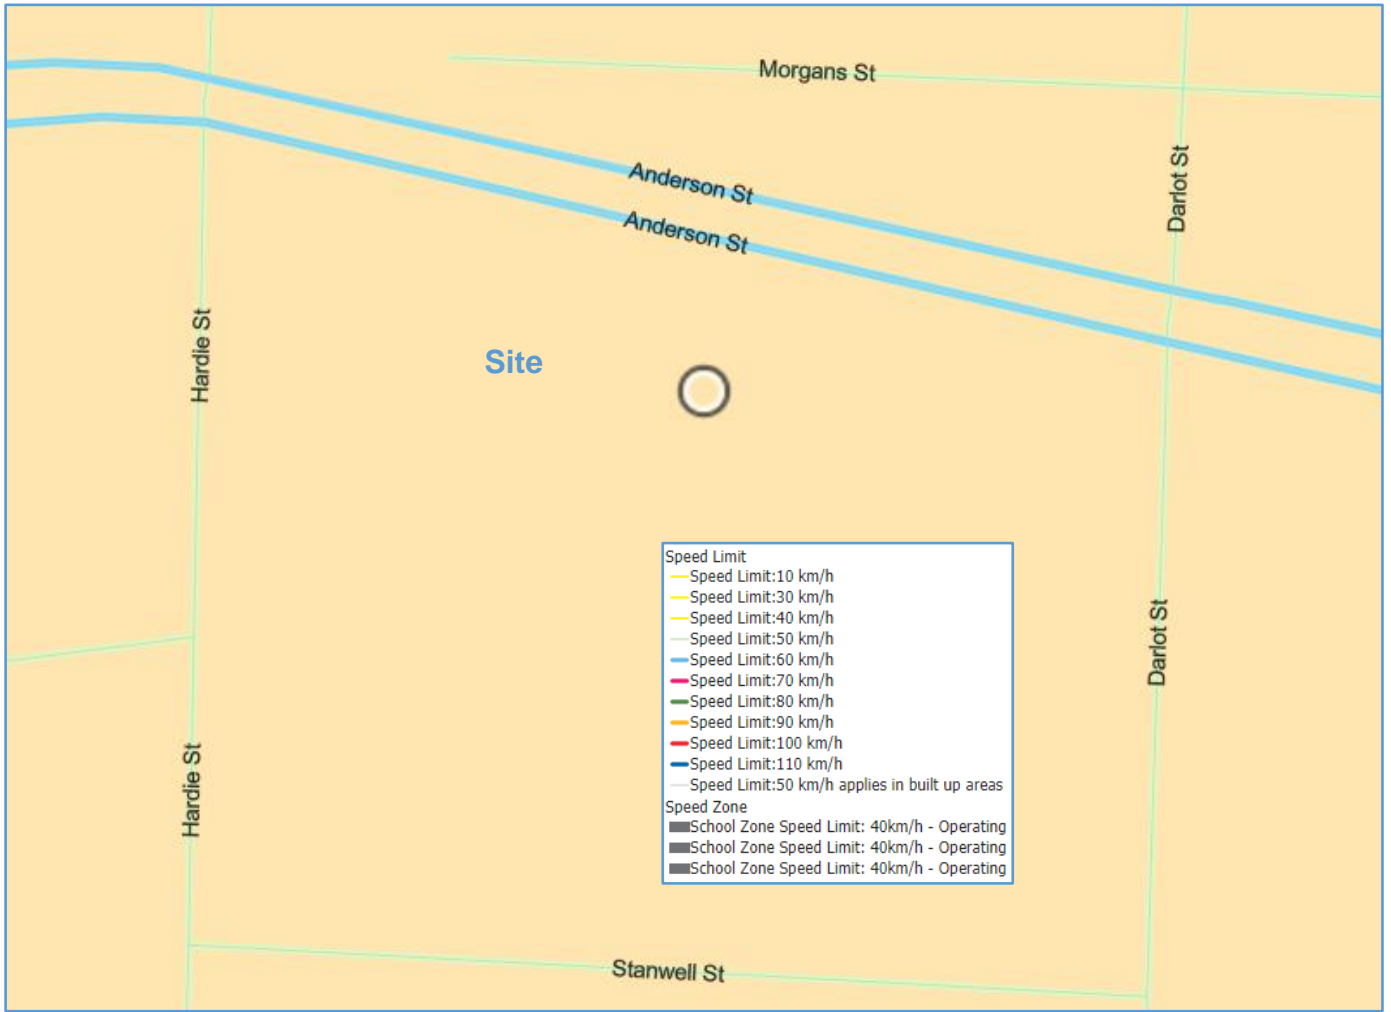 Morgans St
Anderson St
Anderson St
Darlot St
Hardie St
Site
Speed Limit
Speed Limit:10 km/h
Speed Limit:30 km/h
Speed Limit:40 km/h
Speed Limit:50 km/h
Speed Limit:60 km/h
Speed Limit:70 km/h
Speed Limit:80 km/h
Speed Limit:90 km/h
Speed Limit:100 km/h
Speed Limit:110 km/h
Speed Limit:50 km/h applies in built up areas
Speed Zone
School Zone Speed Limit: 40km/h - Operating
School Zone Speed Limit: 40km/h - Operating
School Zone Speed Limit: 40km/h - Operating
Darlot St
Hardie St
Stanwell St